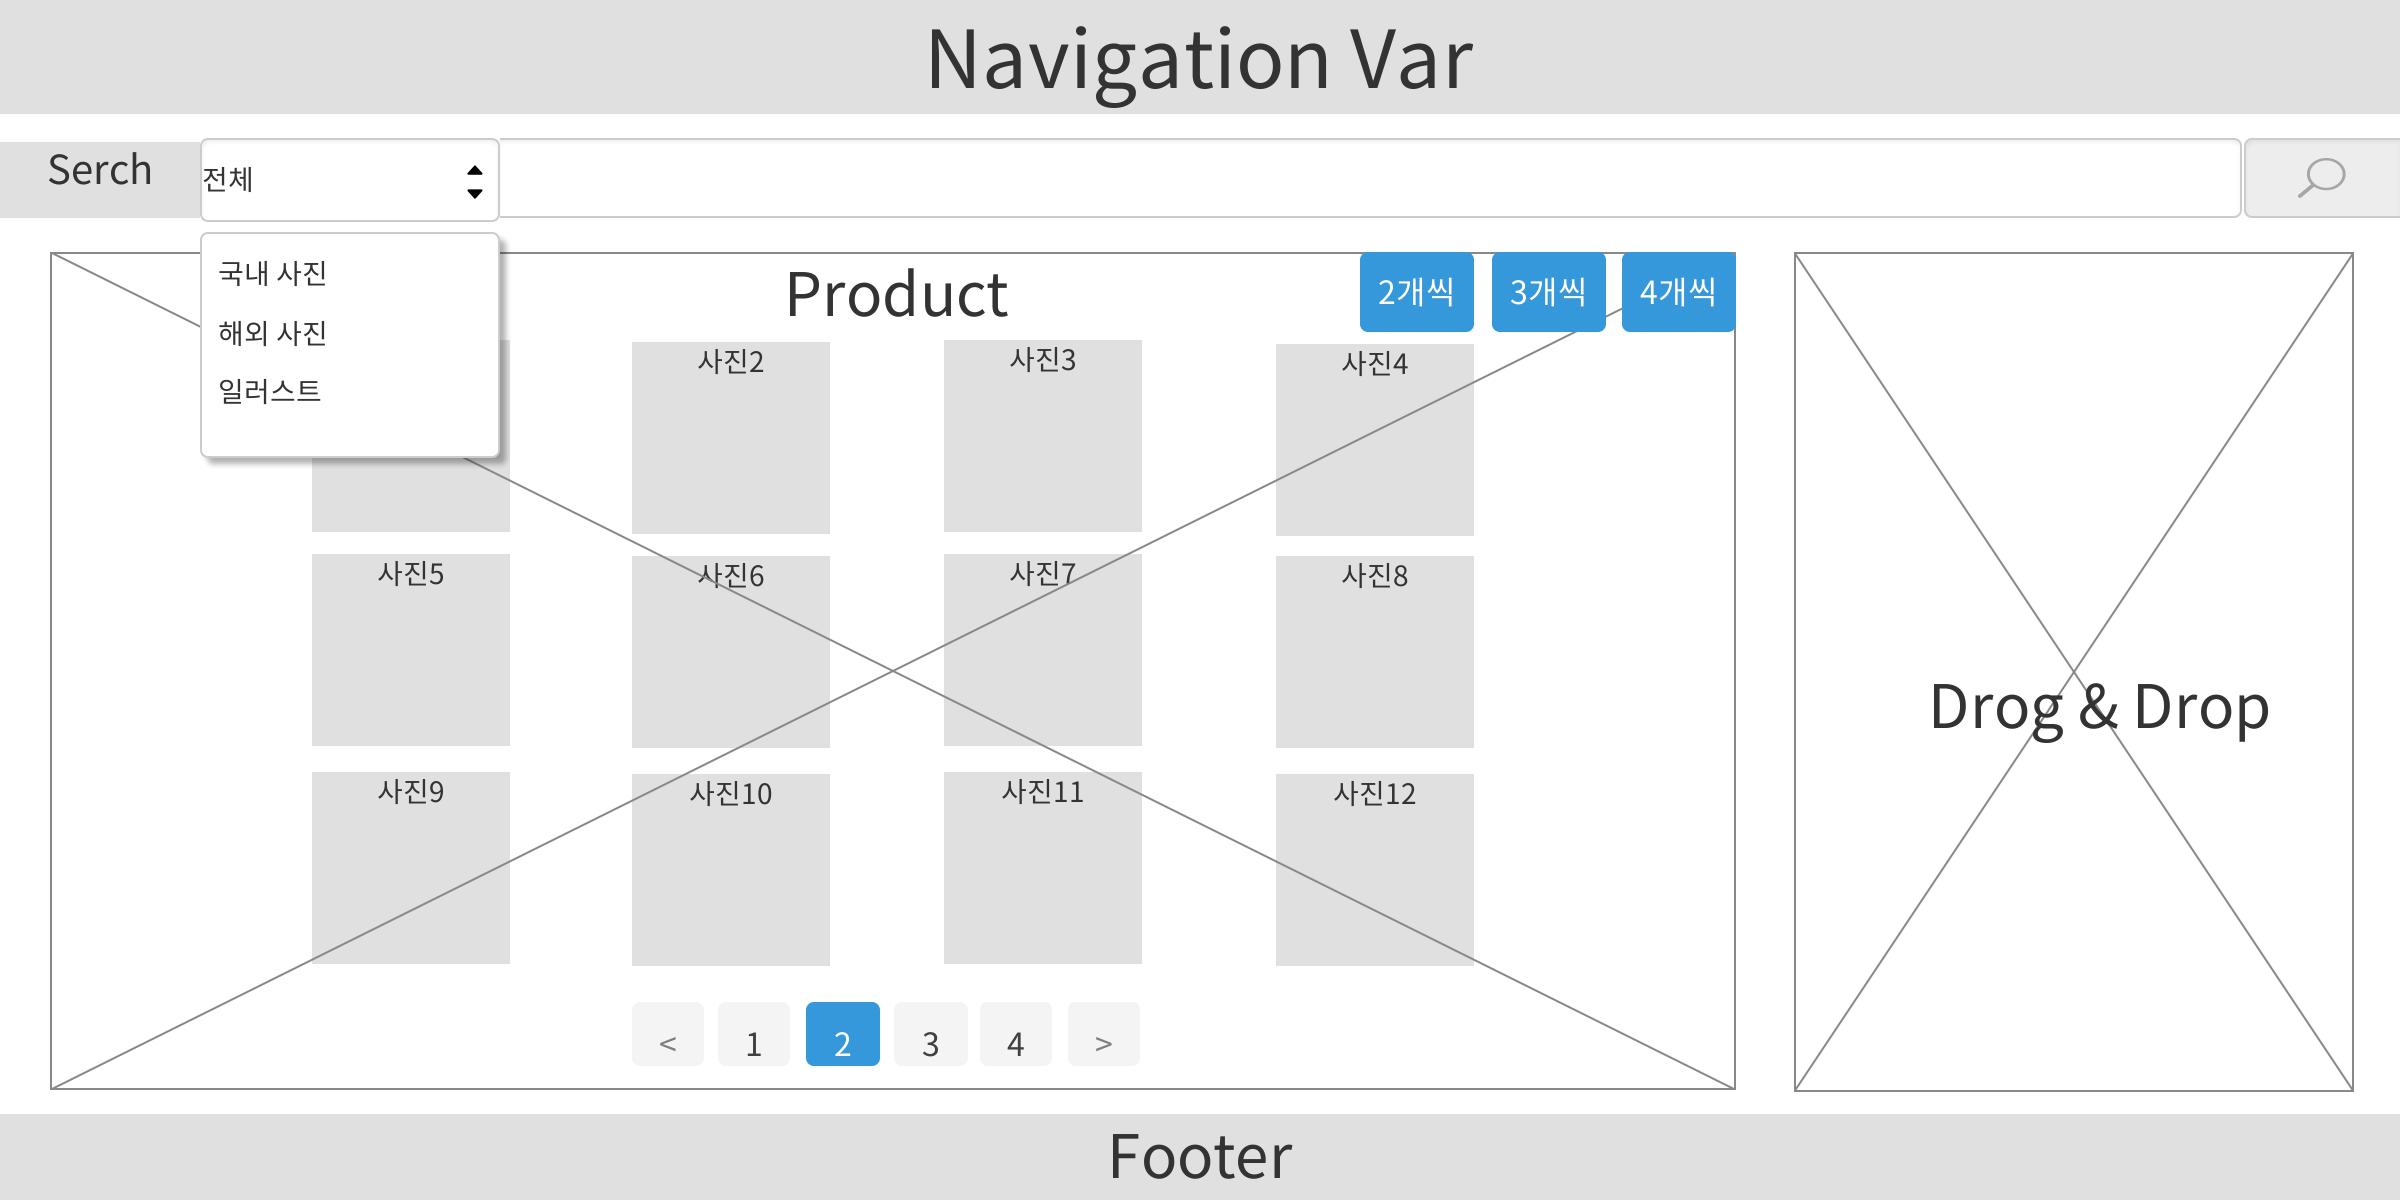 Navigation Var
Serch
전체
국내 사진
해외 사진
일러스트
Product
2개씩
3개씩
4개씩
사진2
사진3
사진4
사진5
사진6
사진7
사진8
사진9
사진10
사진11
사진12
<
1
2
3
4
>
Drog & Drop
Footer